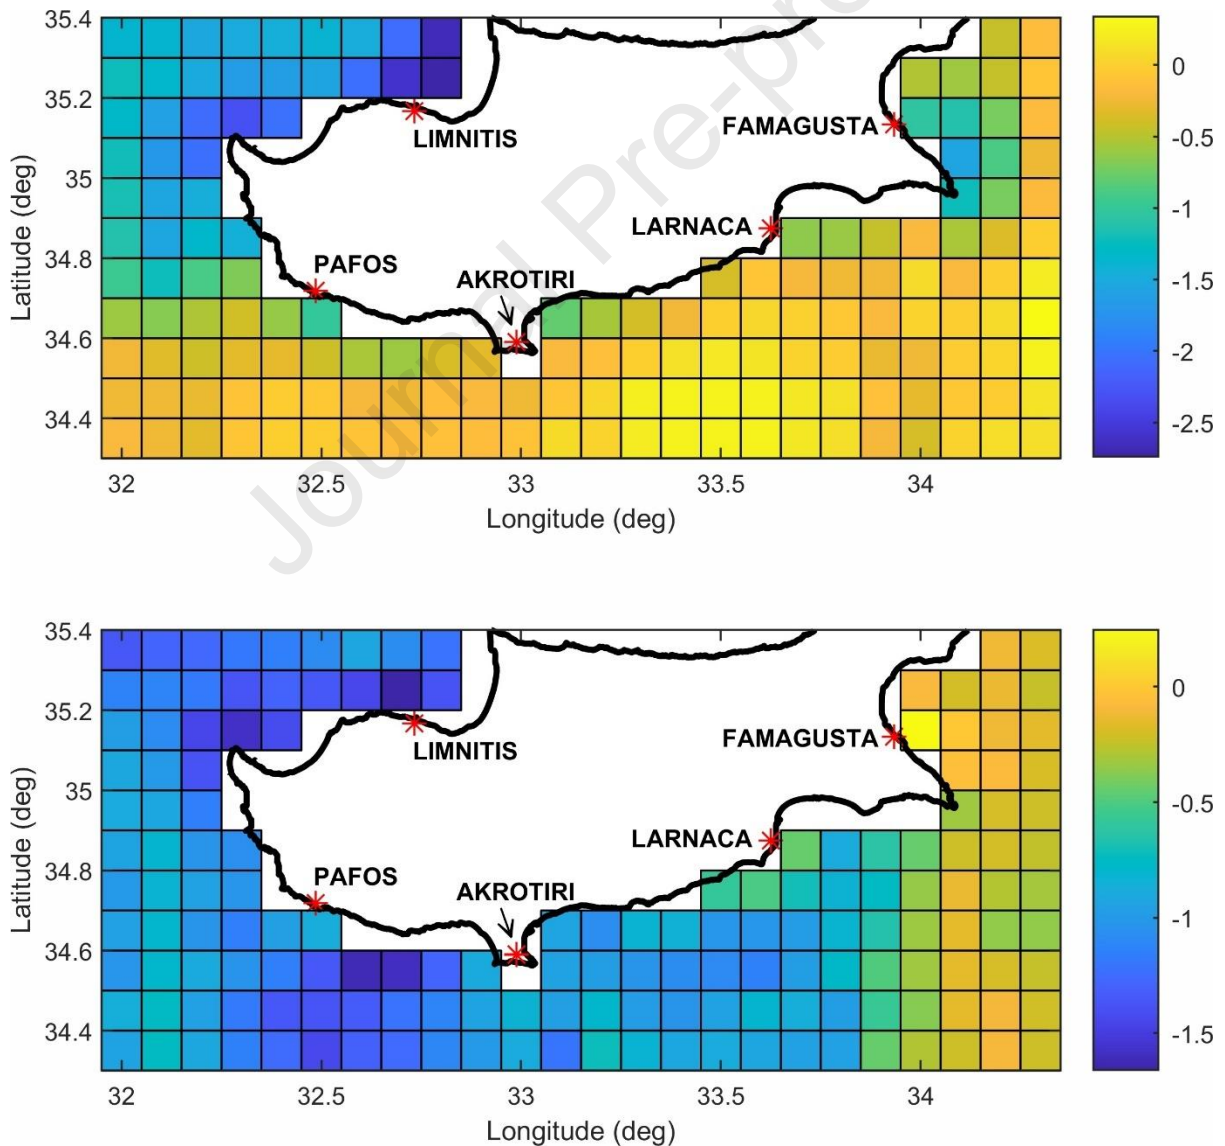 35.4
35.2
35
34.8
34.6
34.4
32
32.5
33
33.5
34
Latitude (deg)
Longitude (deg)
LIMNITIS
FAMAGUSTA
LARNACA
PAFOS
AKROTIRI
0
-0.5
-1
-1.5
-2
-2.5
Journal Pre-pr
35.4
35.2
35
34.8
34.6
34.4
32
32.5
33
33.5
34
Latitude (deg)
Longitude (deg)
LIMNITIS
FAMAGUSTA
LARNACA
PAFOS
AKROTIRI
0
-0.5
-1
-1.5